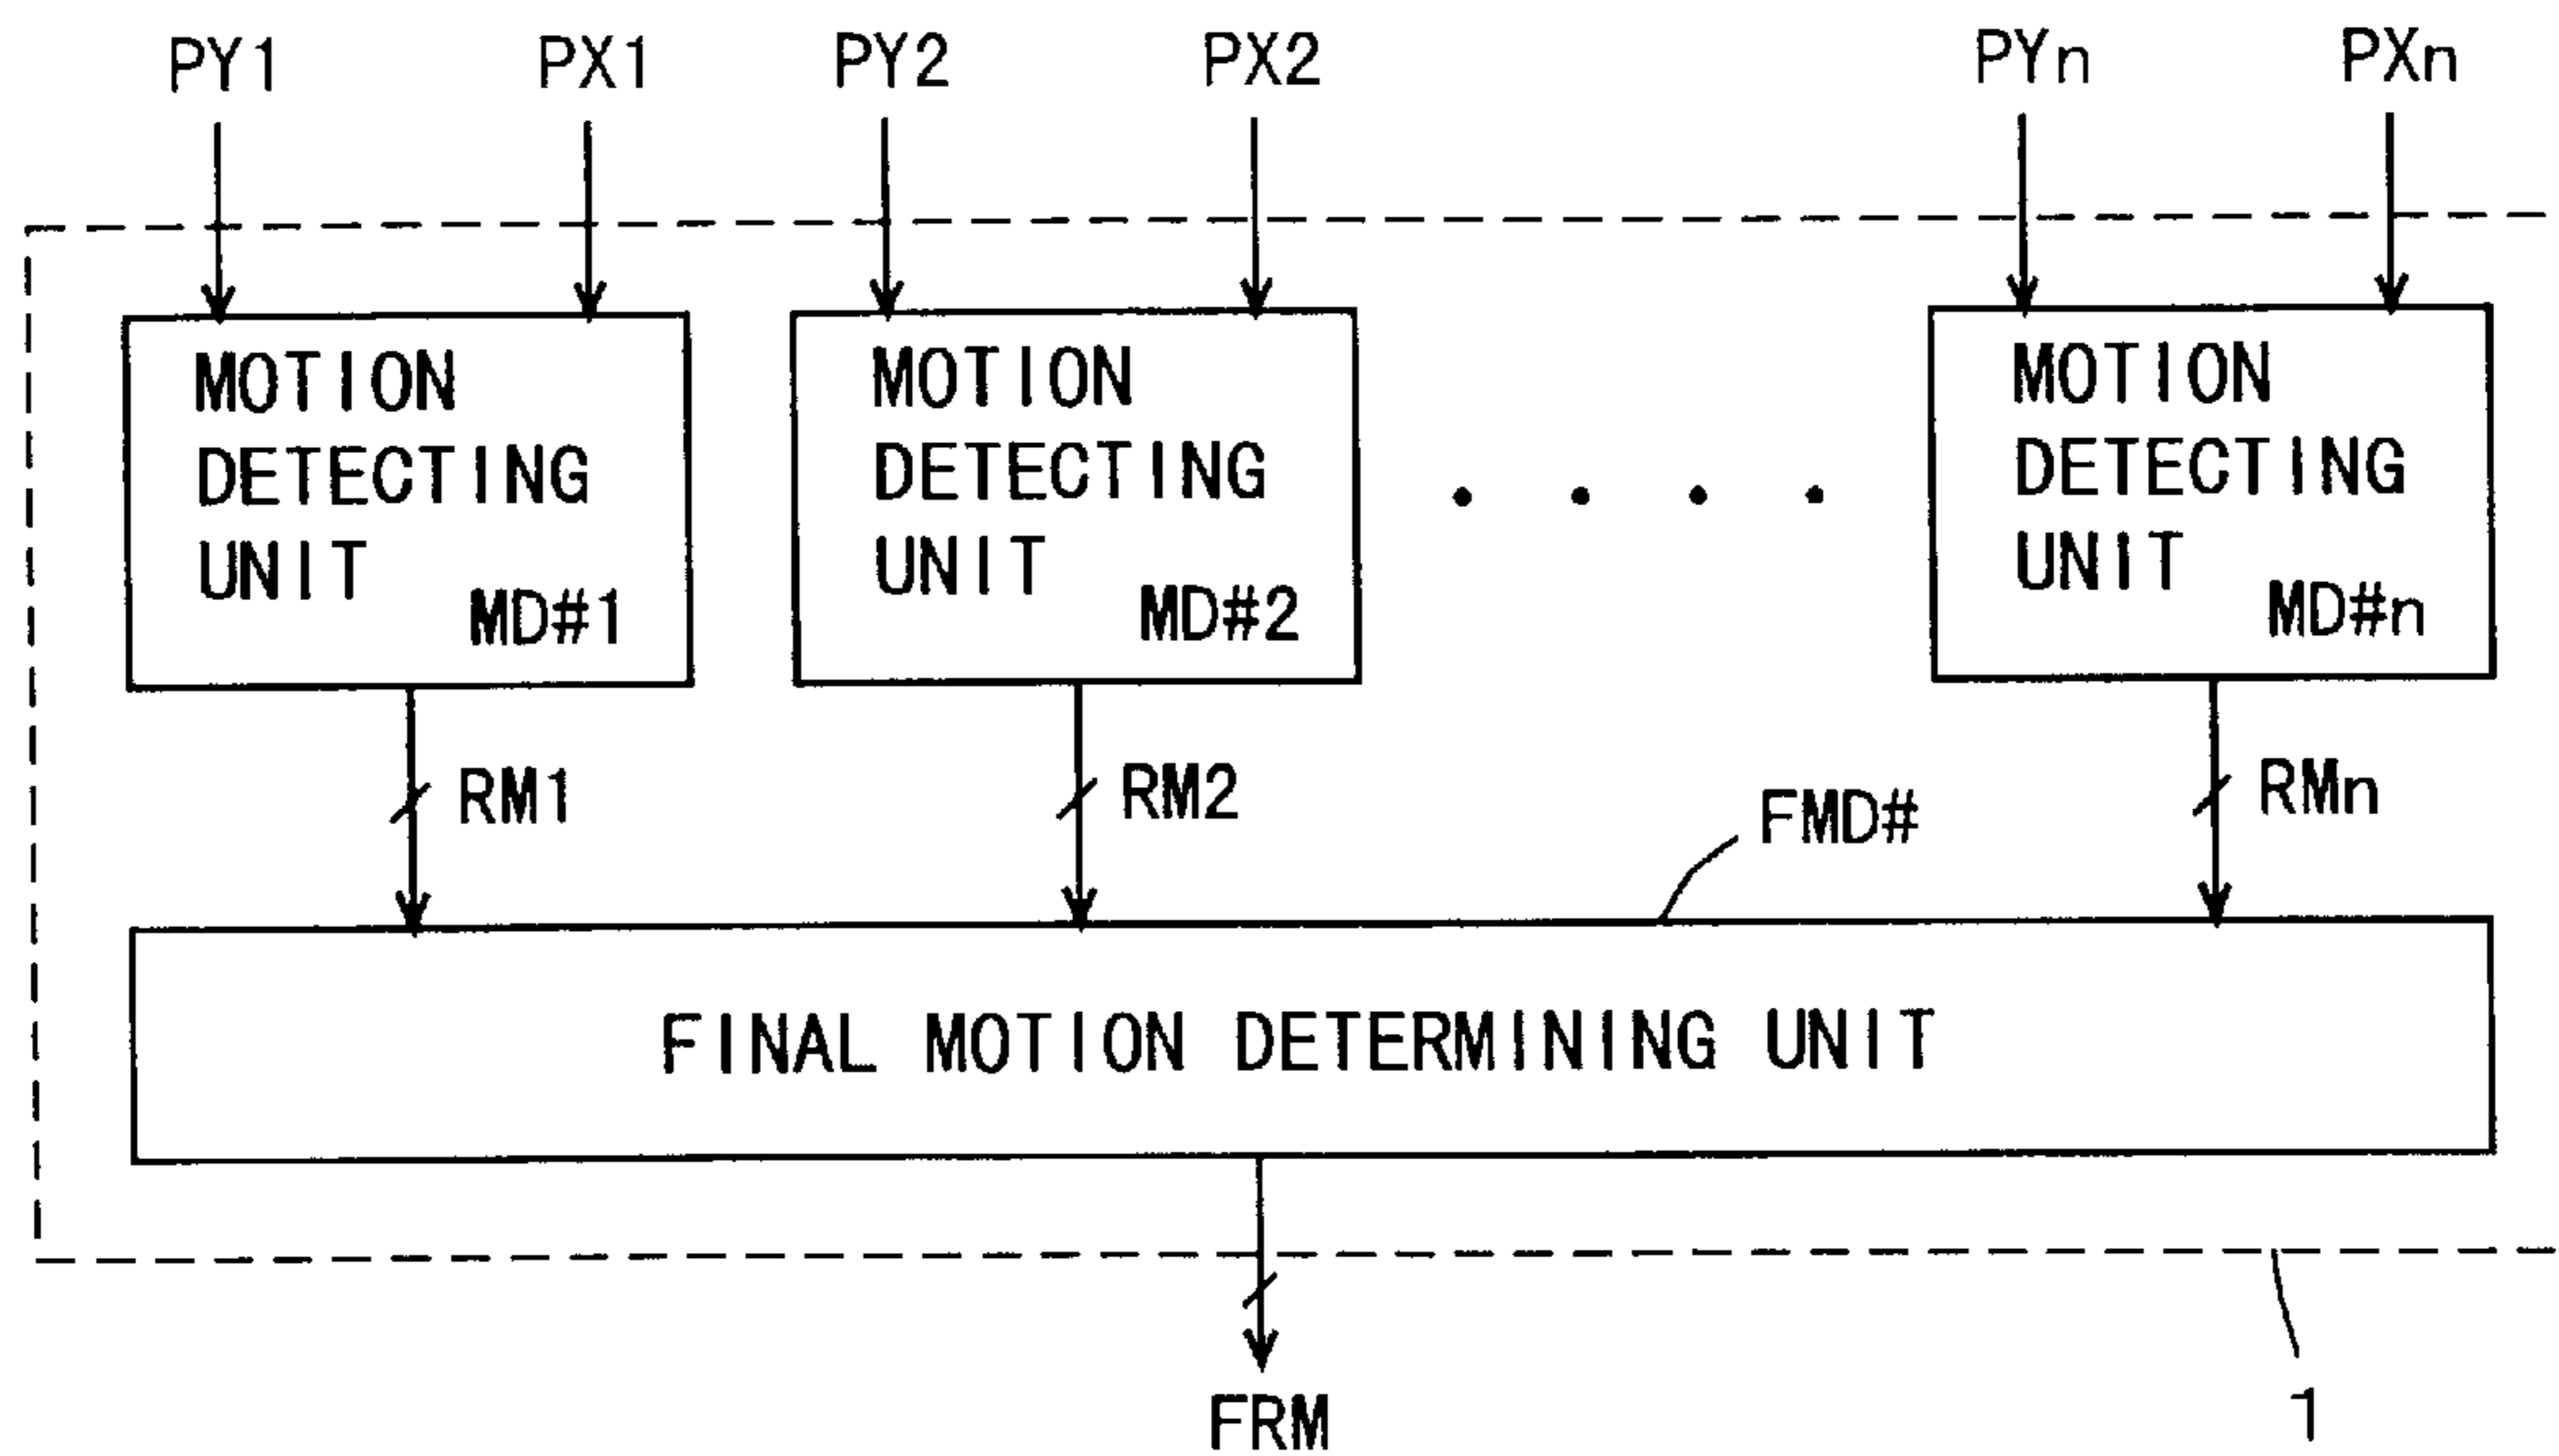 PY1 PX1 PY2 PX2 PYn PXn
MOTION
DETECTING
UNIT
MD#1
MOTION
DETECTING
UNIT
MD#2
MOTION
DETECTING
UNIT
MD#n
RM1
RM2
RMn
FMD#
FINAL MOTION DETERMINING UNIT
FRM
1